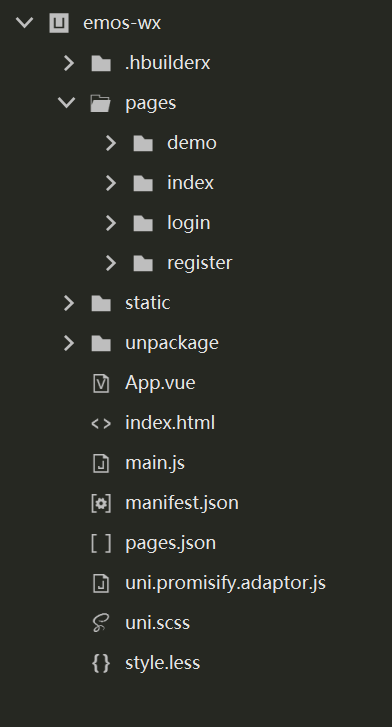 emos-wx
.hbuilderx
pages
demo
index
login
register
static
unpackage
App.vue
index.html
main.js
manifest.json
pages.json
uni.promisify.adaptor.js
uni.scss
style.less